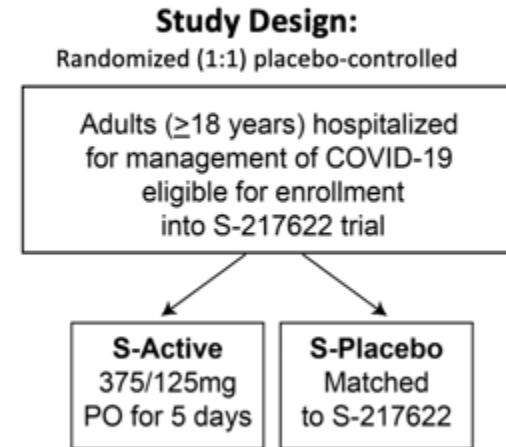 Study Design:
Randomized (1:1) placebo-controlled
Adults (≥18 years) hospitalized
for management of COVID-19
eligible for enrollment
into S-217622 trial
S-Active
375/125mg
PO for 5 days
S-Placebo
Matched
to S-217622